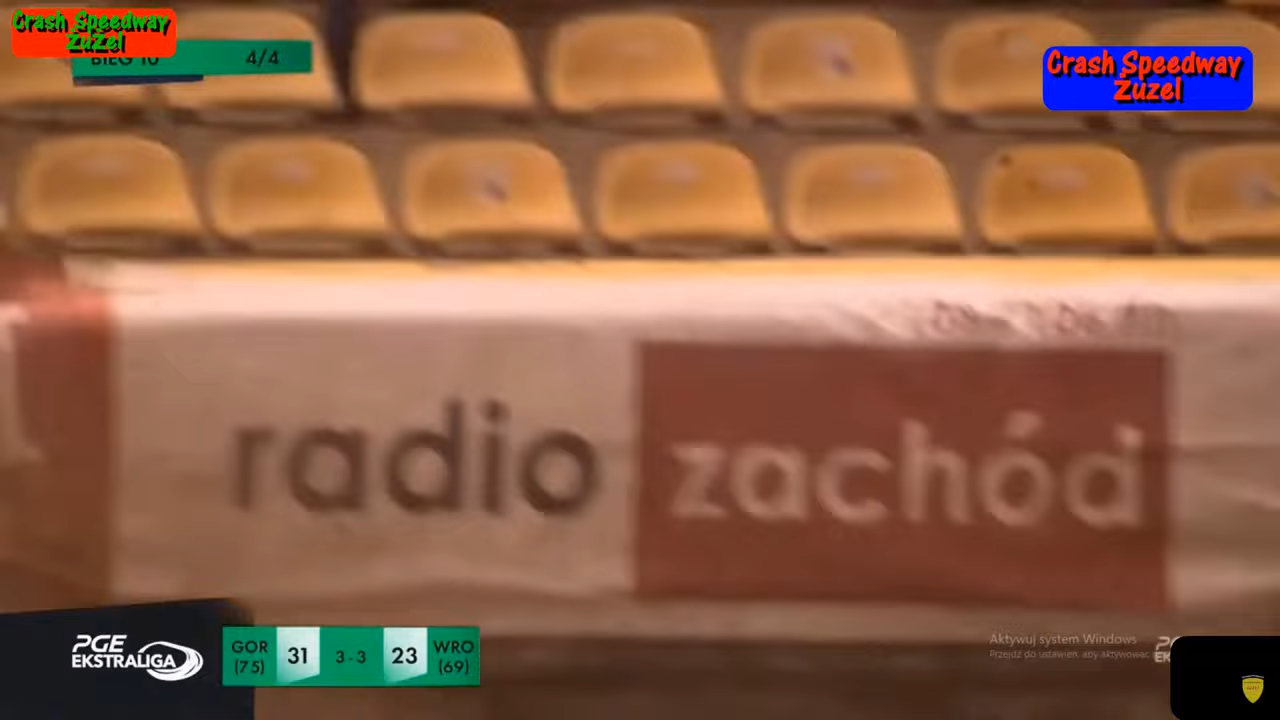 Crash Speedway
ZuZel
BIEG 10
4/4
Crash Speedway
Żużel
radio zachód
PGE
EKSTRALIGA
GOR
(75)
31
3-3
23
WRO
(69)
Aktywuj system Windows
Przejdź do ustawień, aby aktywować